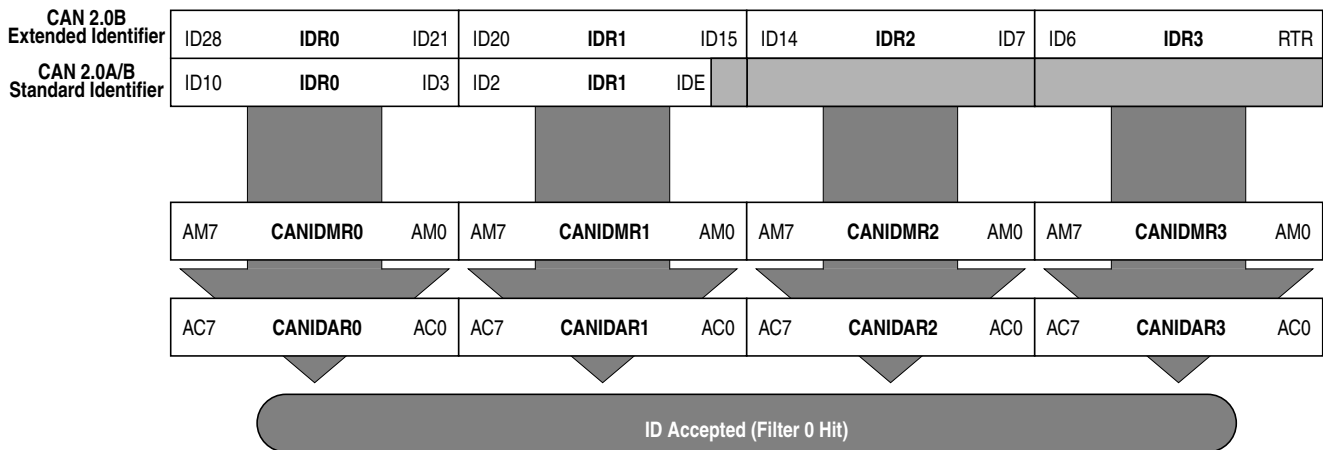 CAN 2.0B
Extended Identifier
ID28 IDR0 ID21 ID20 IDR1 ID15 ID14 IDR2 ID7 ID6 IDR3 RTR
CAN 2.0A/B
Standard Identifier
ID10 IDR0 ID3 ID2 IDR1 IDE
AM7 CANIDMR0 AM0 AM7 CANIDMR1 AM0 AM7 CANIDMR2 AM0 AM7 CANIDMR3 AM0
AC7 CANIDAR0 AC0 AC7 CANIDAR1 AC0 AC7 CANIDAR2 AC0 AC7 CANIDAR3 AC0
ID Accepted (Filter 0 Hit)